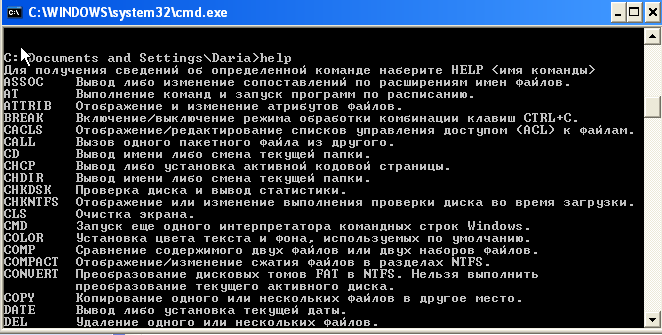 C:\WINDOWS\system32\cmd.exe
C:\Documents and Settings\Daria>help
Для получения сведений об определенной команде наберите HELP <имя команды>
ASSOC Вывод либо изменение сопоставлений по расширениям имен файлов.
AT Выполнение команд и запуск программ по расписанию.
ATTRIB Отображение и изменение атрибутов файлов.
BREAK Включение/выключение режима обработки комбинации клавиш CTRL+C.
CACLS Отображение/редактирование списков управления доступом (ACL) к файлам.
CALL Вызов одного пакетного файла из другого.
CD Вывод имени либо смена текущей папки.
CHCP Вывод либо установка активной кодовой страницы.
CHDIR Вывод имени либо смена текущей папки.
CHKDSK Проверка диска и вывод статистики.
CHKNTFS Отображение или изменение выполнения проверки диска во время загрузки.
CLS Очистка экрана.
CMD Запуск еще одного интерпретатора командных строк Windows.
COLOR Установка цвета текста и фона, используемых по умолчанию.
COMP Сравнение содержимого двух файлов или двух наборов файлов.
COMPACT Отображение/изменение сжатия файлов в разделах NTFS.
CONVERT Преобразование дисковых томов FAT в NTFS. Нельзя выполнить
преобразование текущего активного диска.
COPY Копирование одного или нескольких файлов в другое место.
DATE Вывод либо установка текущей даты.
DEL Удаление одного или нескольких файлов.